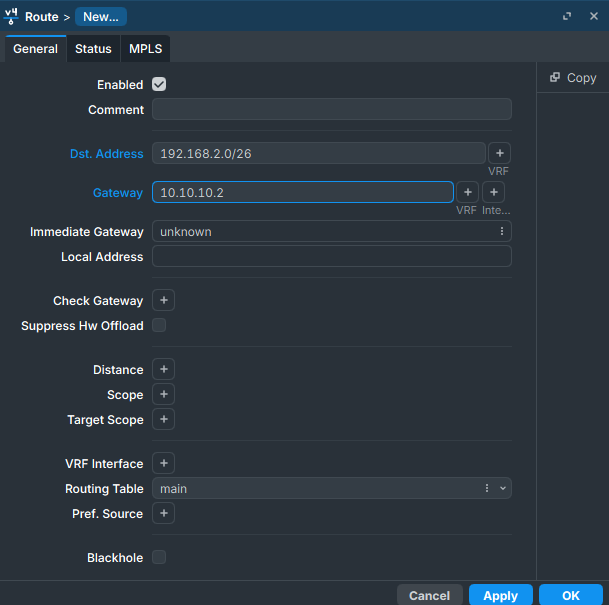 v4 Route > New...
General Status MPLS
Copy
Enabled
Comment
Dst. Address 192.168.2.0/26 +
VRF
Gateway 10.10.10.2 + +
VRF Inte...
Immediate Gateway unknown
Local Address
Check Gateway +
Suppress Hw Offload
Distance +
Scope +
Target Scope +
VRF Interface +
Routing Table main
Pref. Source +
Blackhole
Cancel Apply OK